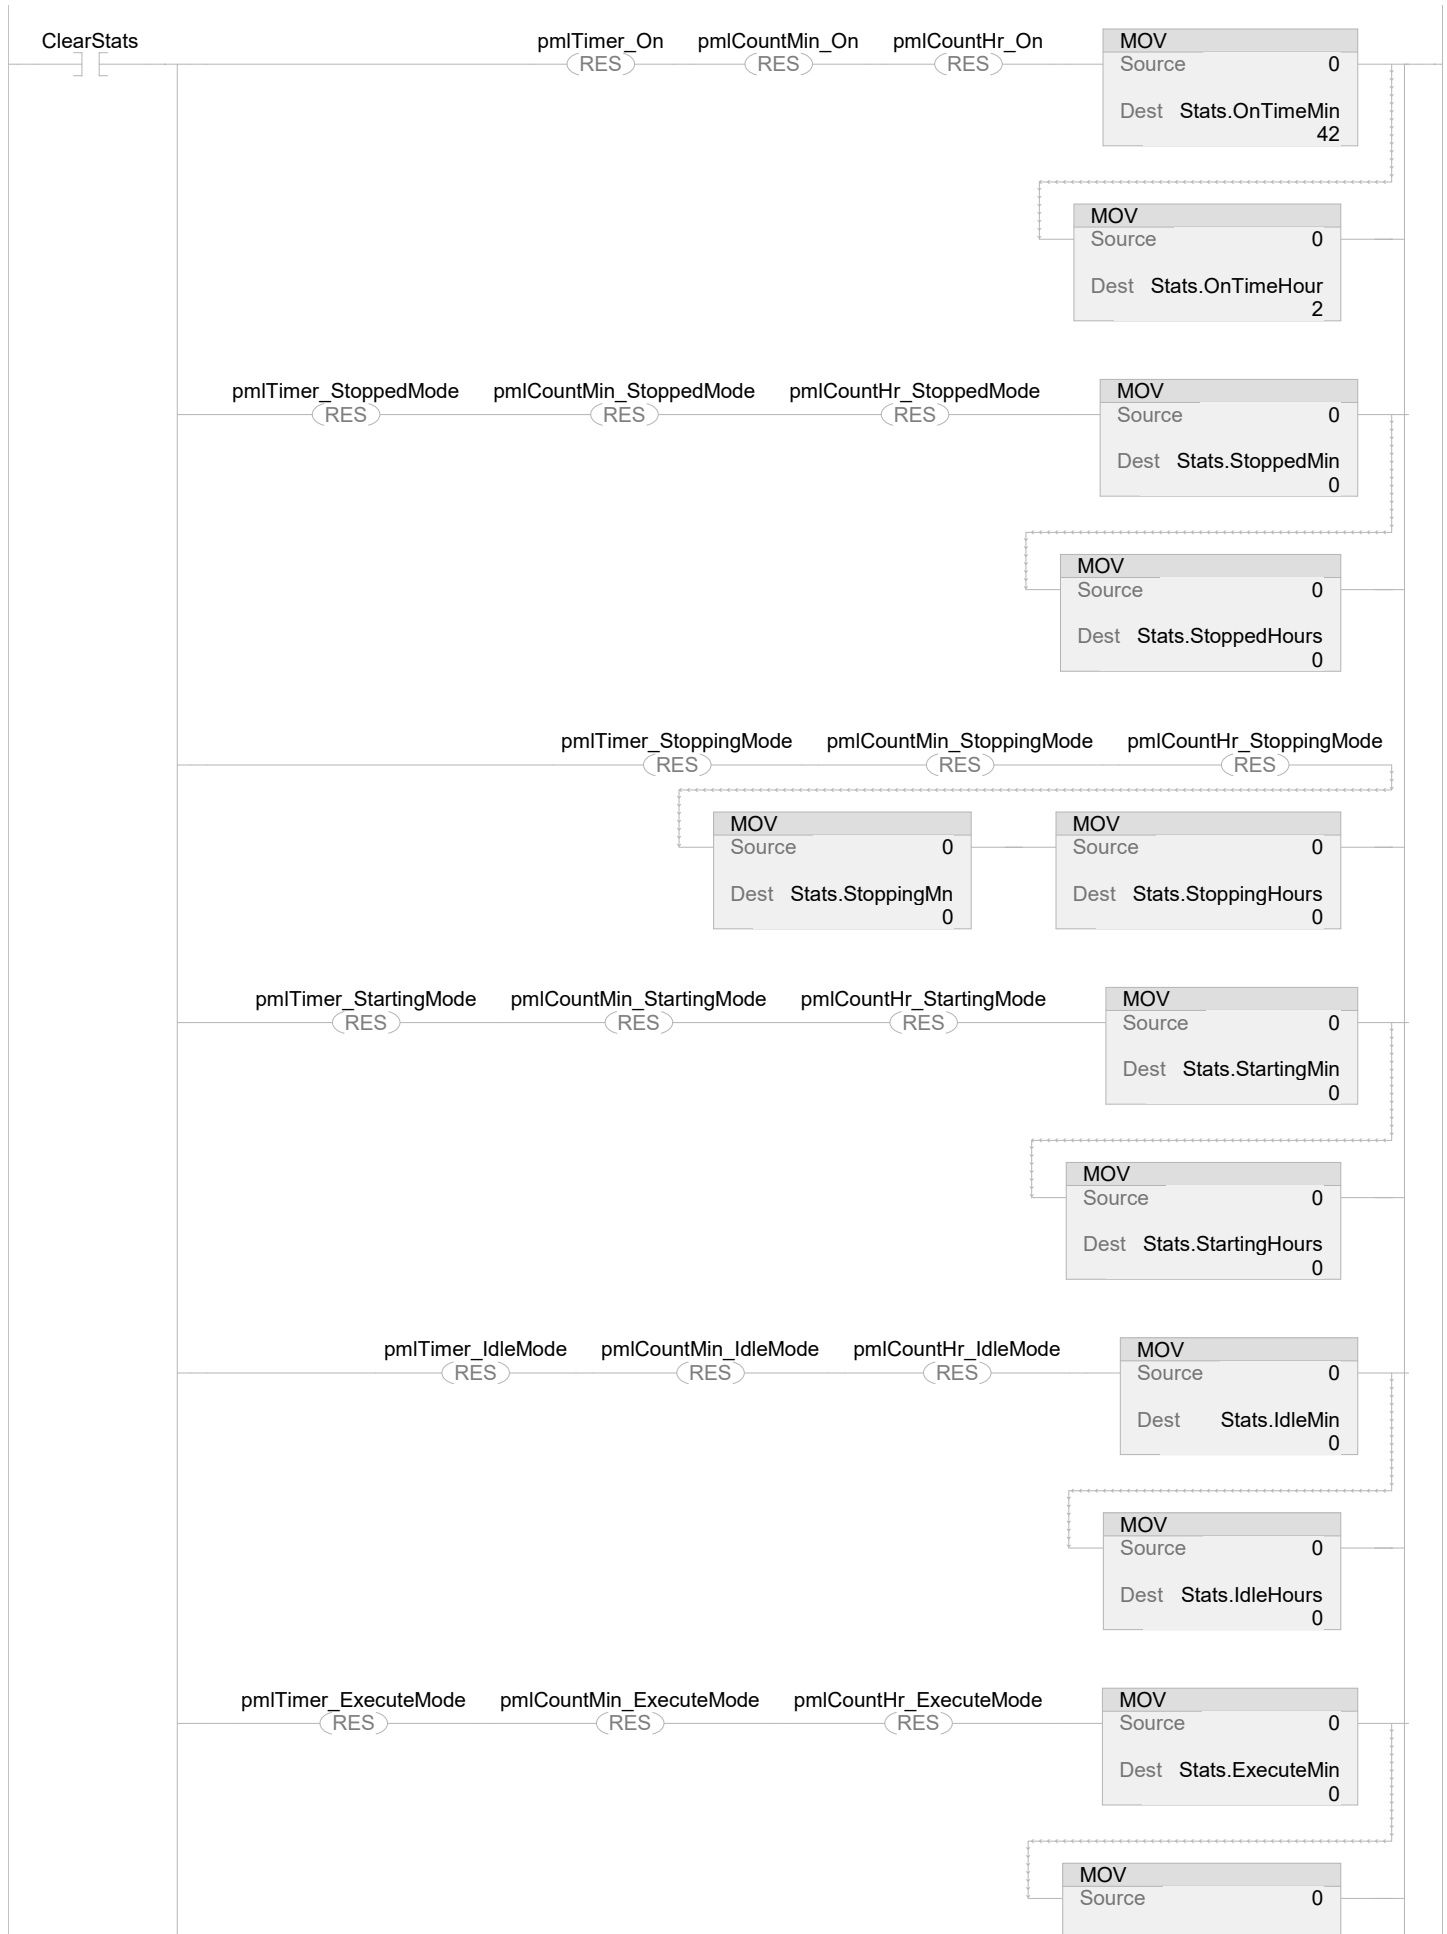 ClearStats
pmlTimer_On pmlCountMin_On pmlCountHr_On MOV
RES RES RES Source 0
Dest Stats.OnTimeMin
42
MOV
Source 0
Dest Stats.OnTimeHour
2
pmlTimer_StoppedMode pmlCountMin_StoppedMode pmlCountHr_StoppedMode MOV
RES RES RES Source 0
Dest Stats.StoppedMin
0
MOV
Source 0
Dest Stats.StoppedHours
0
pmlTimer_StoppingMode pmlCountMin_StoppingMode pmlCountHr_StoppingMode
RES RES RES
MOV MOV
Source 0 Source 0
Dest Stats.StoppingMn Dest Stats.StoppingHours
0 0
pmlTimer_StartingMode pmlCountMin_StartingMode pmlCountHr_StartingMode MOV
RES RES RES Source 0
Dest Stats.StartingMin
0
MOV
Source 0
Dest Stats.StartingHours
0
pmlTimer_IdleMode pmlCountMin_IdleMode pmlCountHr_IdleMode MOV
RES RES RES Source 0
Dest Stats.IdleMin
0
MOV
Source 0
Dest Stats.IdleHours
0
pmlTimer_ExecuteMode pmlCountMin_ExecuteMode pmlCountHr_ExecuteMode MOV
RES RES RES Source 0
Dest Stats.ExecuteMin
0
MOV
Source 0